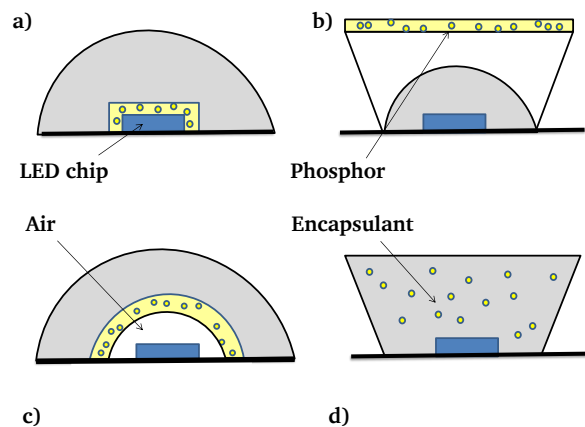 a)
b)
LED chip
Phosphor
Air
Encapsulant
c)
d)